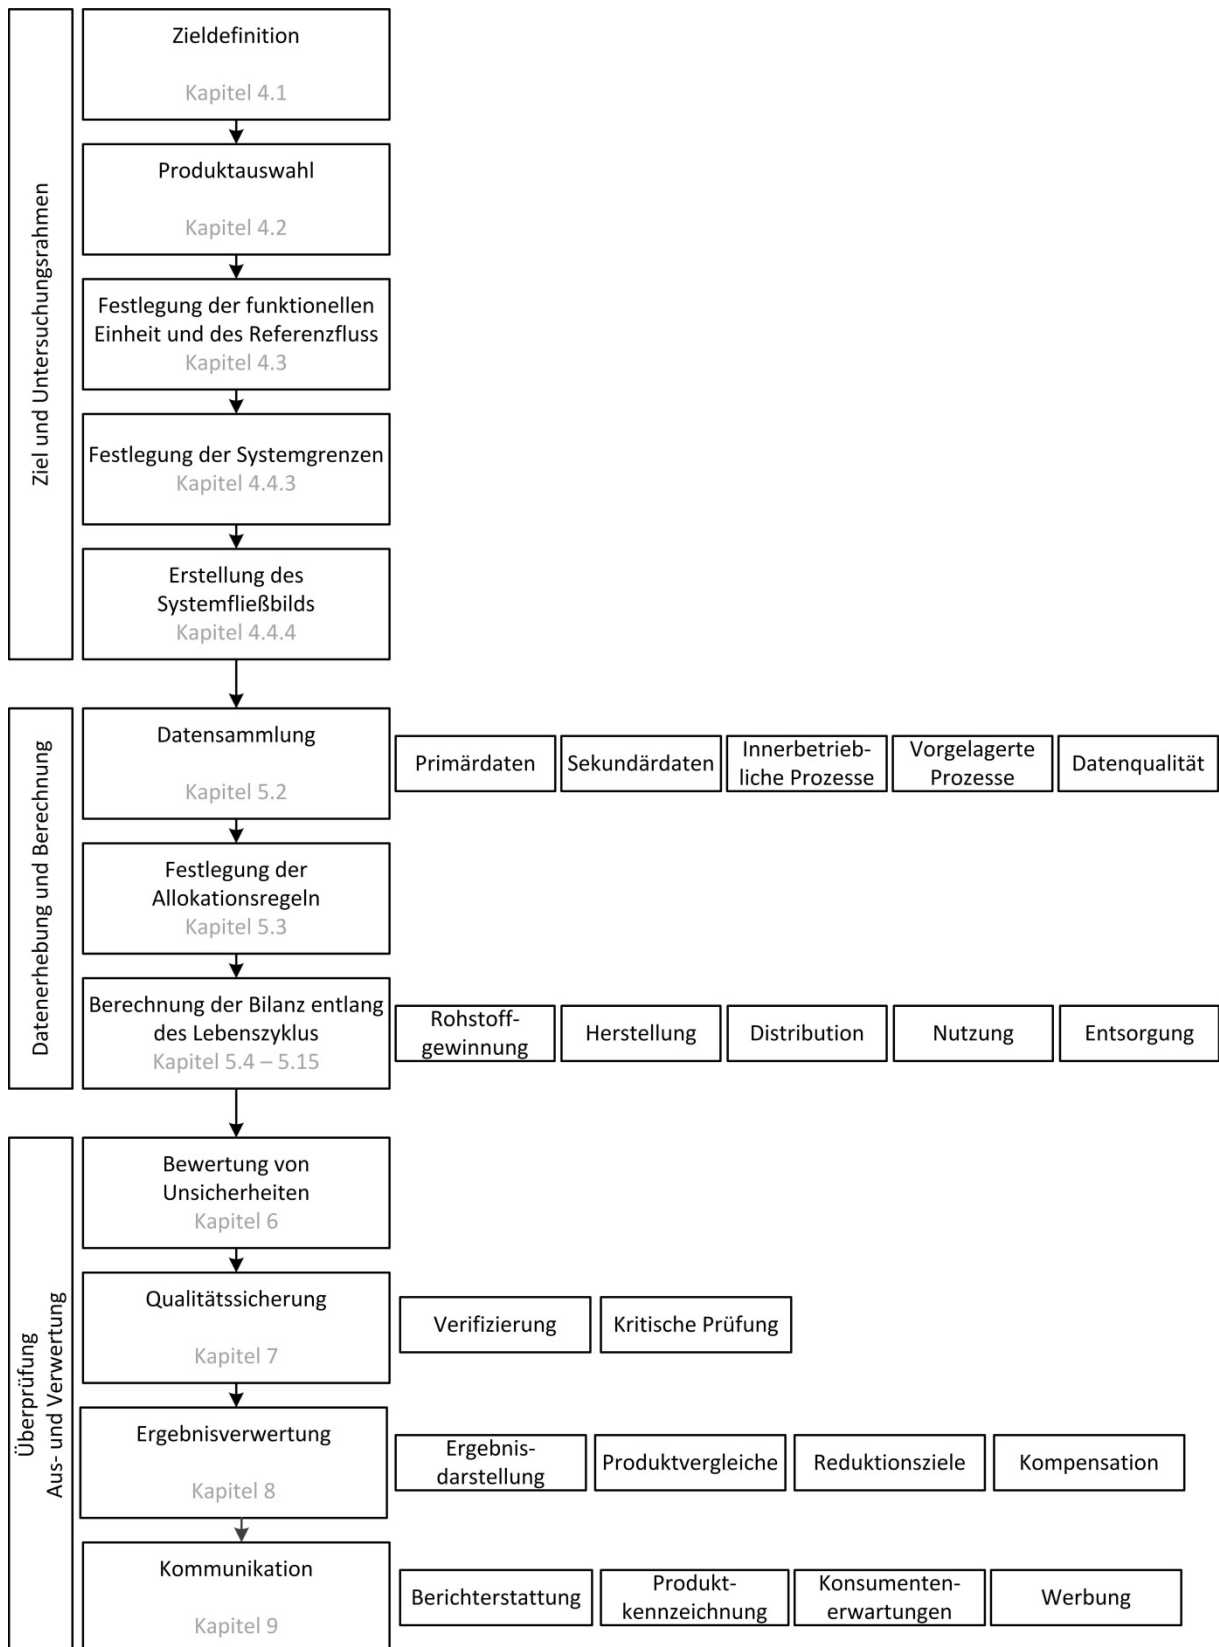 Ziel und Untersuchungsrahmen
Zieldefinition
Kapitel 4.1
Produktauswahl
Kapitel 4.2
Festlegung der funktionellen
Einheit und des Referenzfluss
Kapitel 4.3
Festlegung der Systemgrenzen
Kapitel 4.4.3
Erstellung des
Systemfließbilds
Kapitel 4.4.4
Datenerhebung und Berechnung
Datensammlung
Kapitel 5.2
Primärdaten
Sekundärdaten
Innerbetrieb-
liche Prozesse
Vorgelagerte
Prozesse
Datenqualität
Festlegung der
Allokationsregeln
Kapitel 5.3
Berechnung der Bilanz entlang
des Lebenszyklus
Kapitel 5.4 – 5.15
Rohstoff-
gewinnung
Herstellung
Distribution
Nutzung
Entsorgung
Überprüfung
Aus- und Verwertung
Bewertung von
Unsicherheiten
Kapitel 6
Qualitätssicherung
Kapitel 7
Verifizierung
Kritische Prüfung
Ergebnisverwertung
Kapitel 8
Ergebnis-
darstellung
Produktvergleiche
Reduktionsziele
Kompensation
Kommunikation
Kapitel 9
Berichterstattung
Produkt-
kennzeichnung
Konsumenten-
erwartungen
Werbung